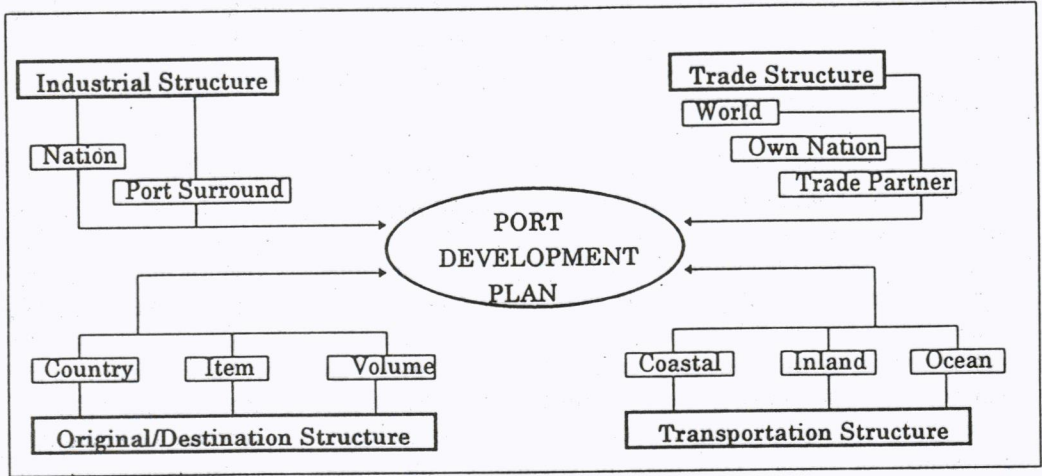 Industrial Structure
Nation
Port Surround
Trade Structure
World
Own Nation
Trade Partner
PORT
DEVELOPMENT
PLAN
Country
Item
Volume
Original/Destination Structure
Coastal
Inland
Ocean
Transportation Structure